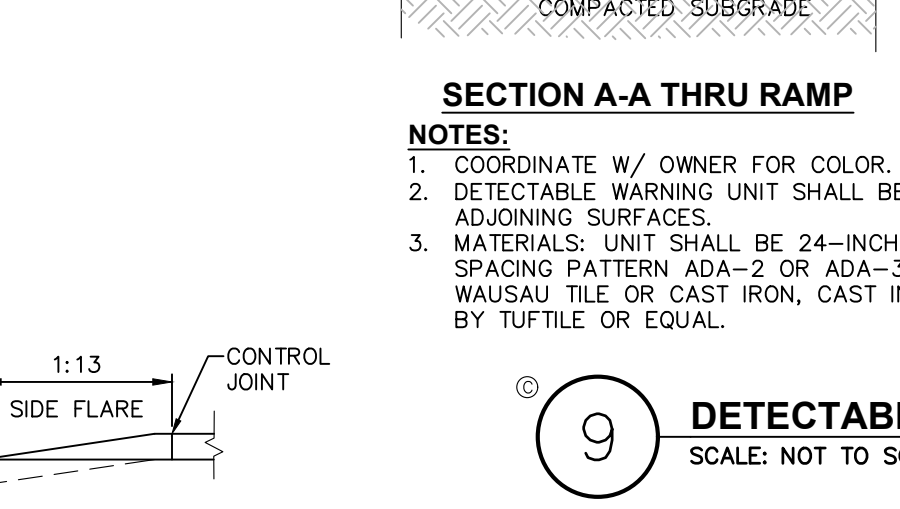 COMPACTED SUBGRADE
SECTION A-A THRU RAMP
NOTES:
1. COORDINATE W/ OWNER FOR COLOR.
2. DETECTABLE WARNING UNIT SHALL BE
ADJOINING SURFACES.
3. MATERIALS: UNIT SHALL BE 24-INCH
SPACING PATTERN ADA-2 OR ADA-3
WAUSAU TILE OR CAST IRON, CAST IN
BY TUFTILE OR EQUAL.
1:13
SIDE FLARE
CONTROL
JOINT
©
9
DETECTABL
SCALE: NOT TO SC